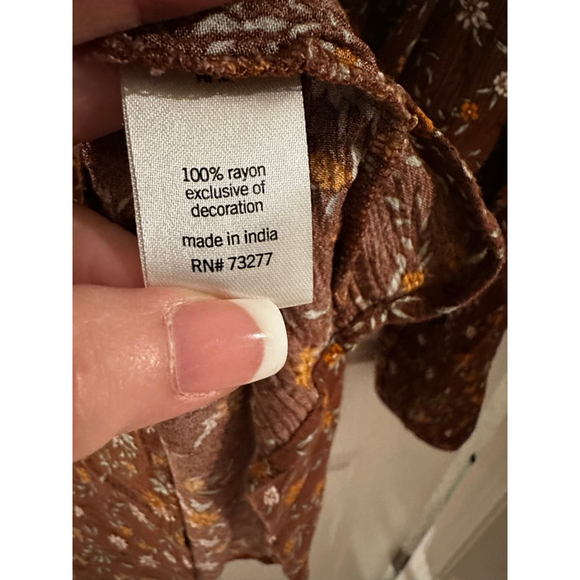 100% rayon
exclusive of
decoration
made in india
RN# 73277